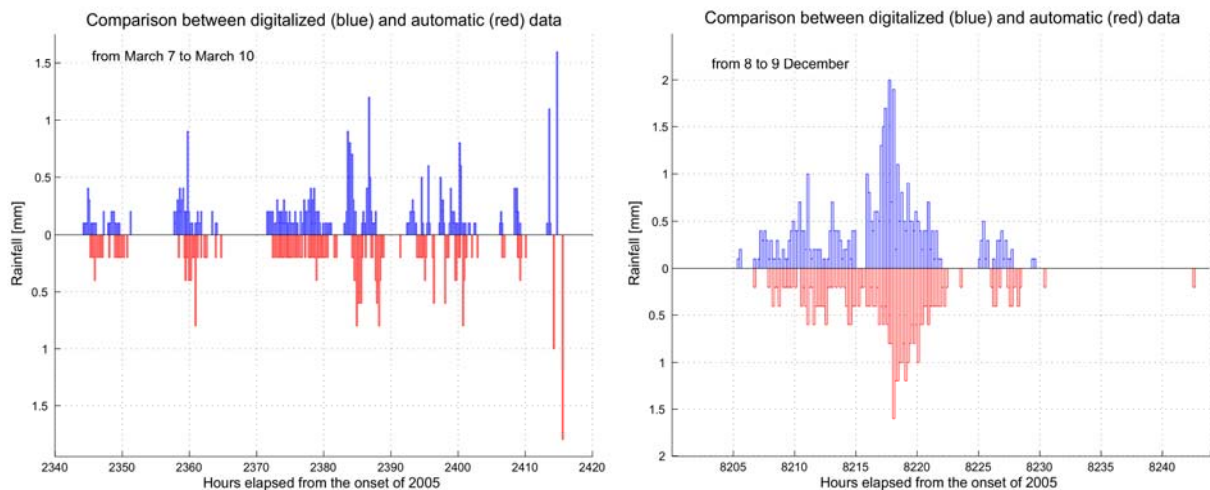 Comparison between digitalized (blue) and automatic (red) data
from March 7 to March 10
Rainfall [mm]
1.5
1
0.5
0
0.5
1
1.5
2340 2350 2360 2370 2380 2390 2400 2410 2420
Hours elapsed from the onset of 2005
Comparison between digitalized (blue) and automatic (red) data
from 8 to 9 December
Rainfall [mm]
2
1.5
1
0.5
0
0.5
1
1.5
2
8205 8210 8215 8220 8225 8230 8235 8240
Hours elapsed from the onset of 2005